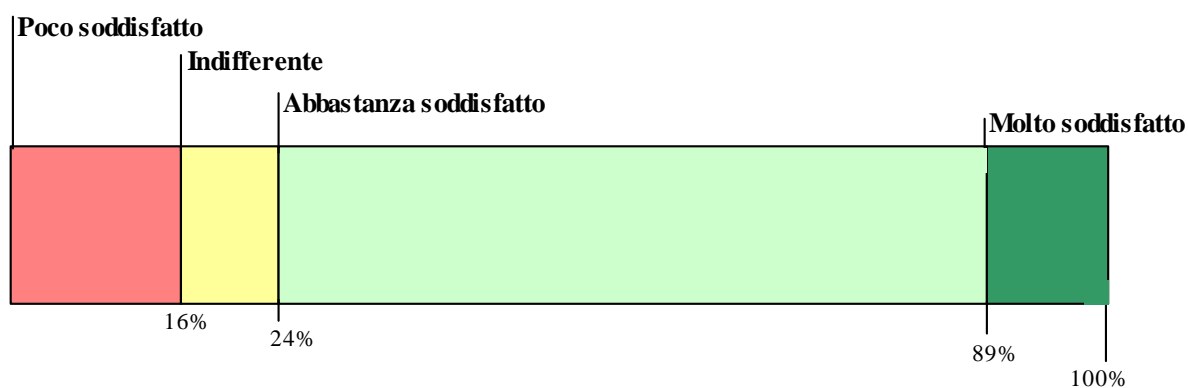 Poco soddisfatto
Indifferente
Abbastanza soddisfatto
Molto soddisfatto
16%
24%
89%
100%